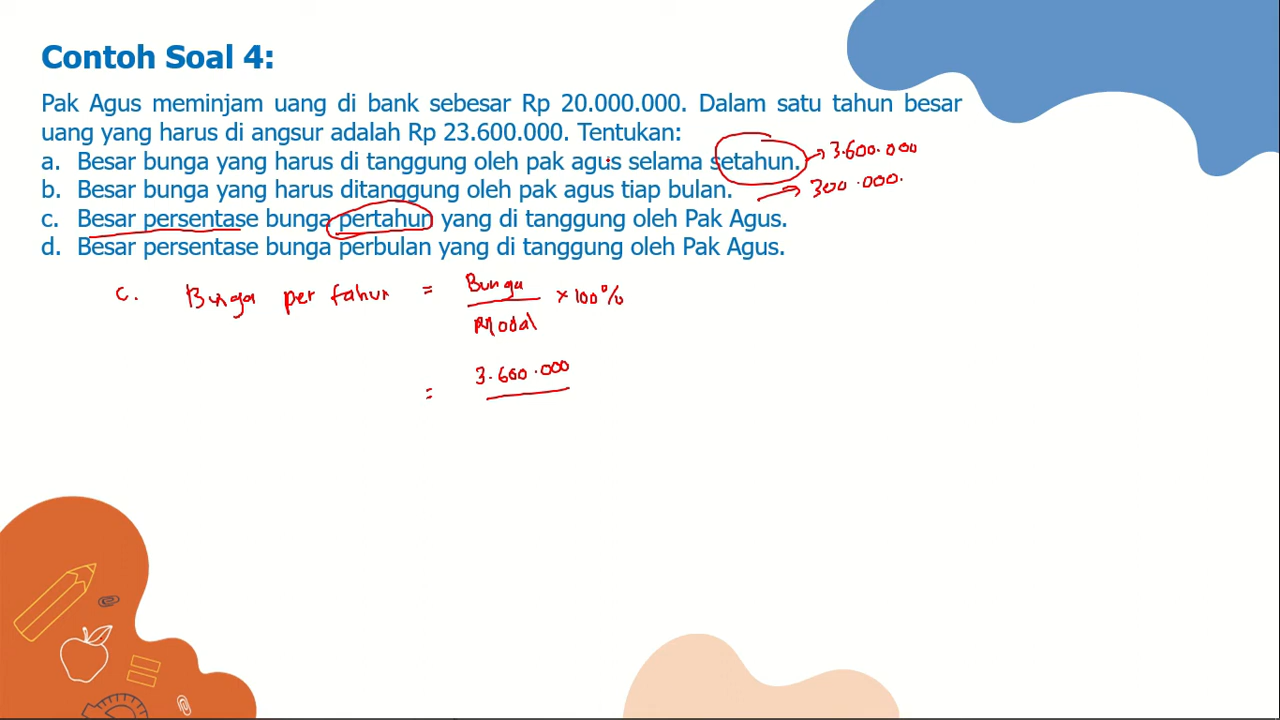 Contoh Soal 4:
Pak Agus meminjam uang di bank sebesar Rp 20.000.000. Dalam satu tahun besar
uang yang harus di angsur adalah Rp 23.600.000. Tentukan:
a. Besar bunga yang harus di tanggung oleh pak agus selama setahun. → 3.600.000
b. Besar bunga yang harus ditanggung oleh pak agus tiap bulan. → 300.000.
c. Besar persentase bunga pertahun yang di tanggung oleh Pak Agus.
d. Besar persentase bunga perbulan yang di tanggung oleh Pak Agus.
c. Bunga per tahun = Bunga
× 100%
Modal
= 3.600.000